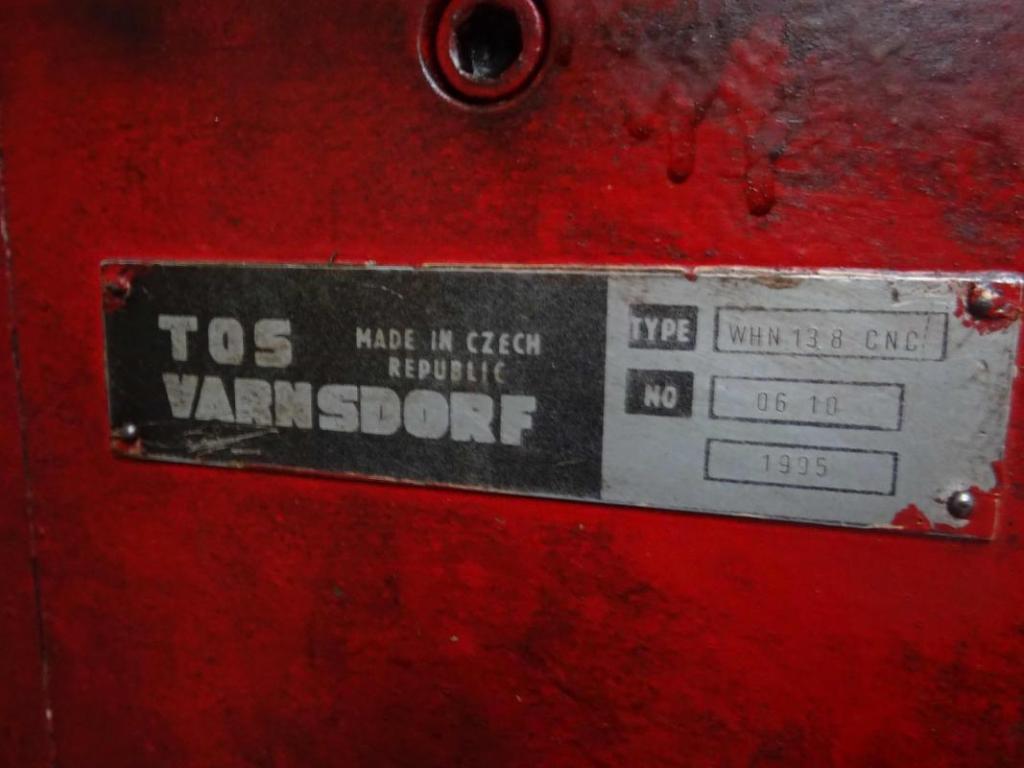 TOS
VARNSDORF
MADE IN CZECH
REPUBLIC
TYPE WHN 13.8 CNC
NO 06 10
1995